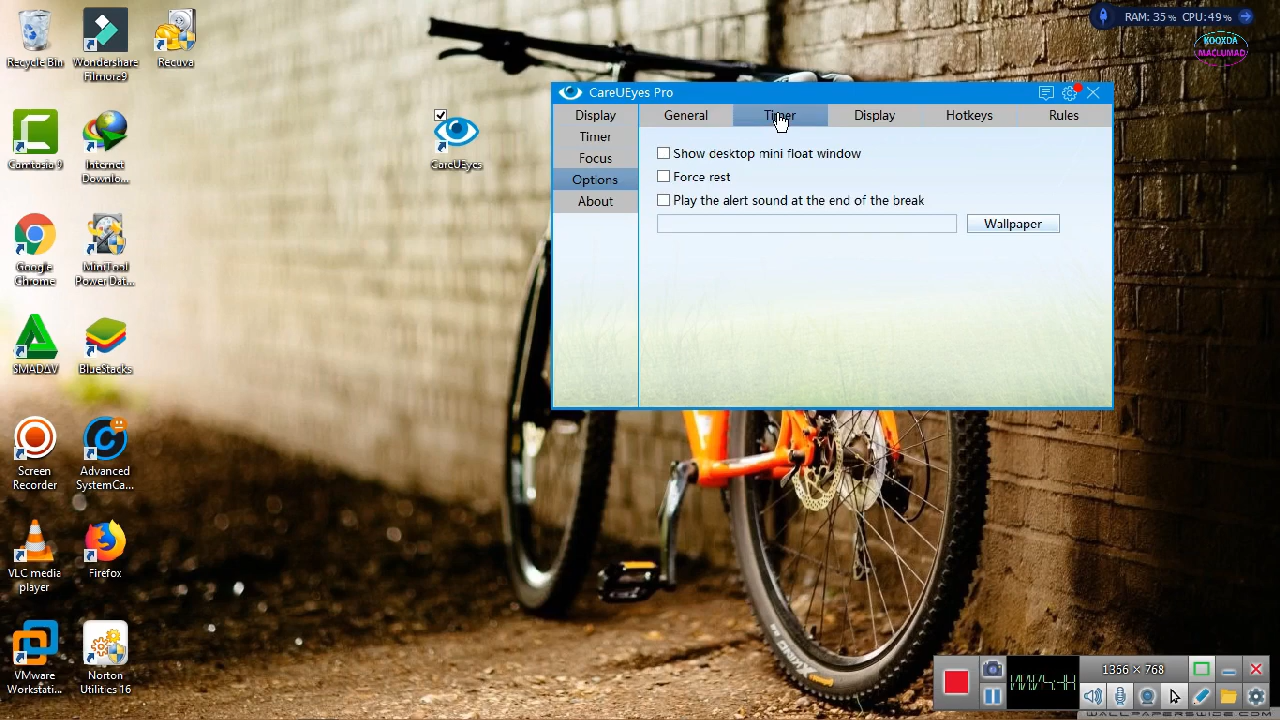 RAM: 35% CPU:49%
KOOXDA
MACLUMAD
Recycle Bin
Wondershare
Filmora9
Recuva
Camtasia 9
Internet
Downlo...
CareUEyes
Google
Chrome
MiniTool
PowerDat...
SMADAV
BlueStacks
Screen
Recorder
Advanced
SystemCa...
VLC media
player
Firefox
VMware
Workstati...
Norton
Utilities 16
CareUEyes Pro
Display
Timer
Focus
Options
About
General
Timer
Display
Hotkeys
Rules
Show desktop mini float window
Force rest
Play the alert sound at the end of the break
Wallpaper
1356 × 768
WALLPAPERSWIDE.COM